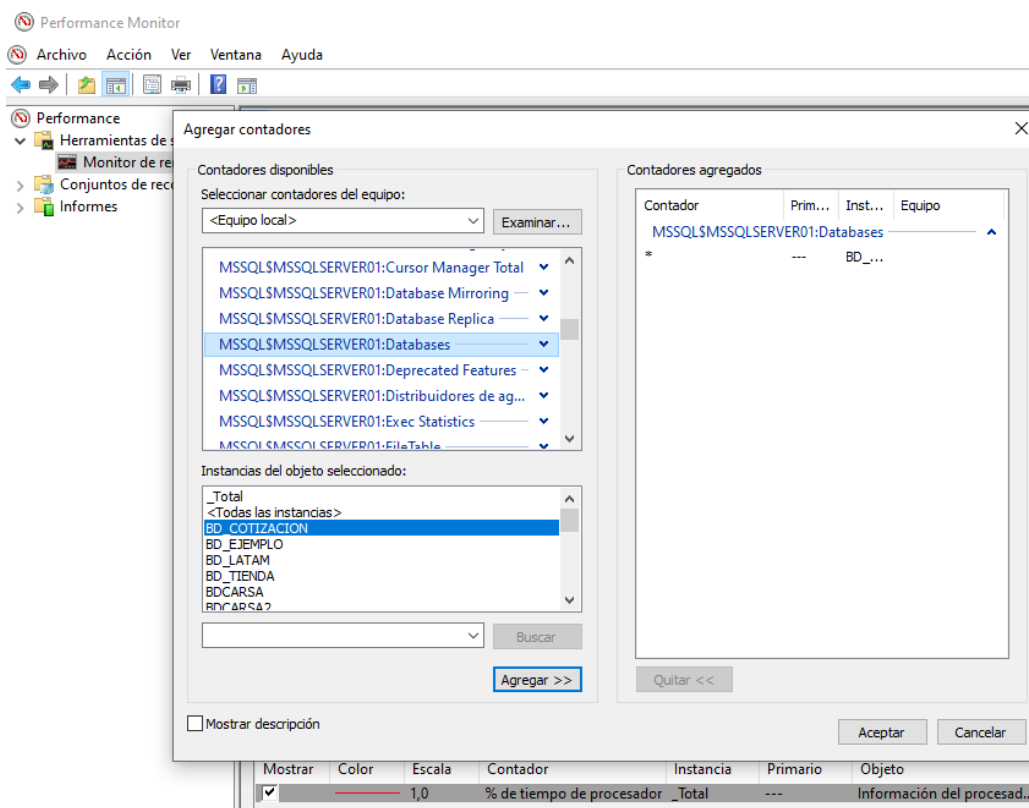 Performance Monitor
Archivo Acción Ver Ventana Ayuda
Performance
Herramientas de s
Monitor de re
Conjuntos de reco
Informes
Agregar contadores
Contadores disponibles
Seleccionar contadores del equipo:
<Equipo local>
Examinar...
MSSQL$MSSQLSERVER01:Cursor Manager Total
MSSQL$MSSQLSERVER01:Database Mirroring
MSSQL$MSSQLSERVER01:Database Replica
MSSQL$MSSQLSERVER01:Databases
MSSQL$MSSQLSERVER01:Deprecated Features
MSSQL$MSSQLSERVER01:Distribuidores de ag...
MSSQL$MSSQLSERVER01:Exec Statistics
MSSQL$MSSQLSERVER01:FileTable
Instancias del objeto seleccionado:
_Total
<Todas las instancias>
BD_COTIZACION
BD_EJEMPLO
BD_LATAM
BD_TIENDA
BDCARSA
BDCARSA2
Buscar
Agregar >>
Mostrar descripción
Contadores agregados
Contador Prim... Inst... Equipo
MSSQL$MSSQLSERVER01:Databases
* --- BD_...
Quitar <<
Aceptar Cancelar
Mostrar Color Escala Contador Instancia Primario Objeto
1,0 % de tiempo de procesador _Total --- Información del procesad...